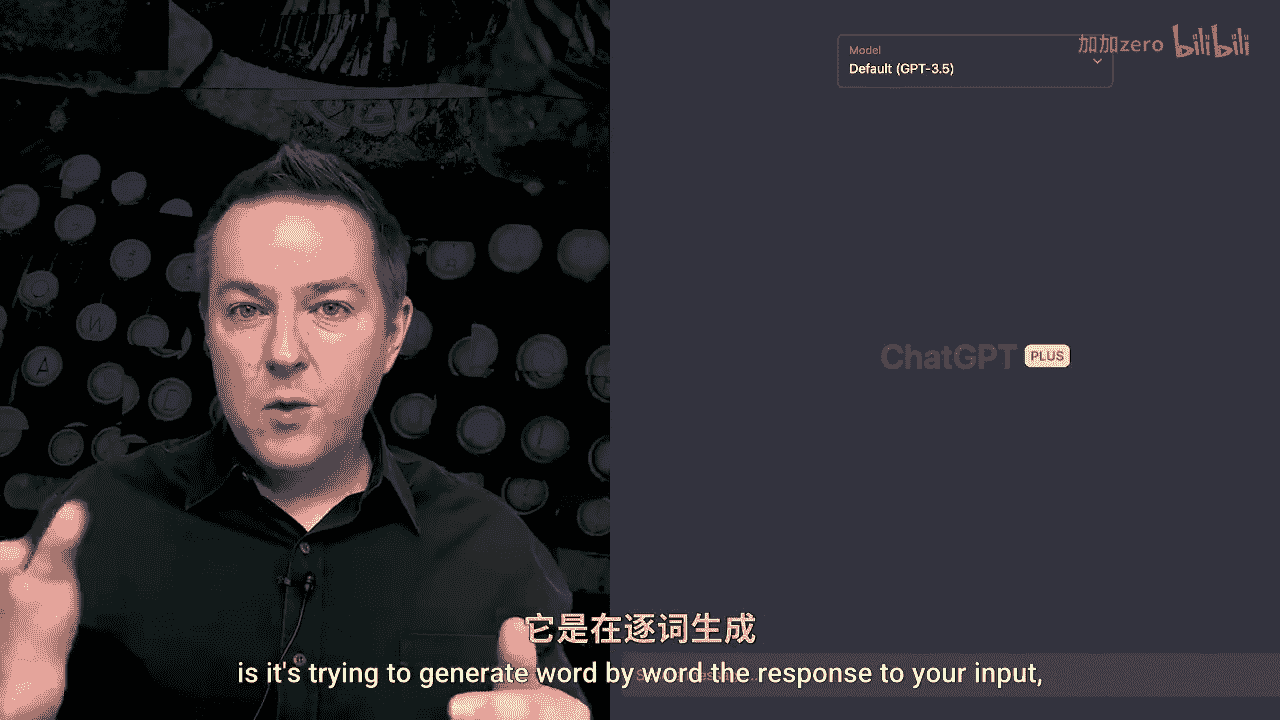 加加zero bilibili
Model
Default (GPT-3.5)
ChatGPT PLUS
它是在逐词生成
is it's trying to generate word by word the response to your input,